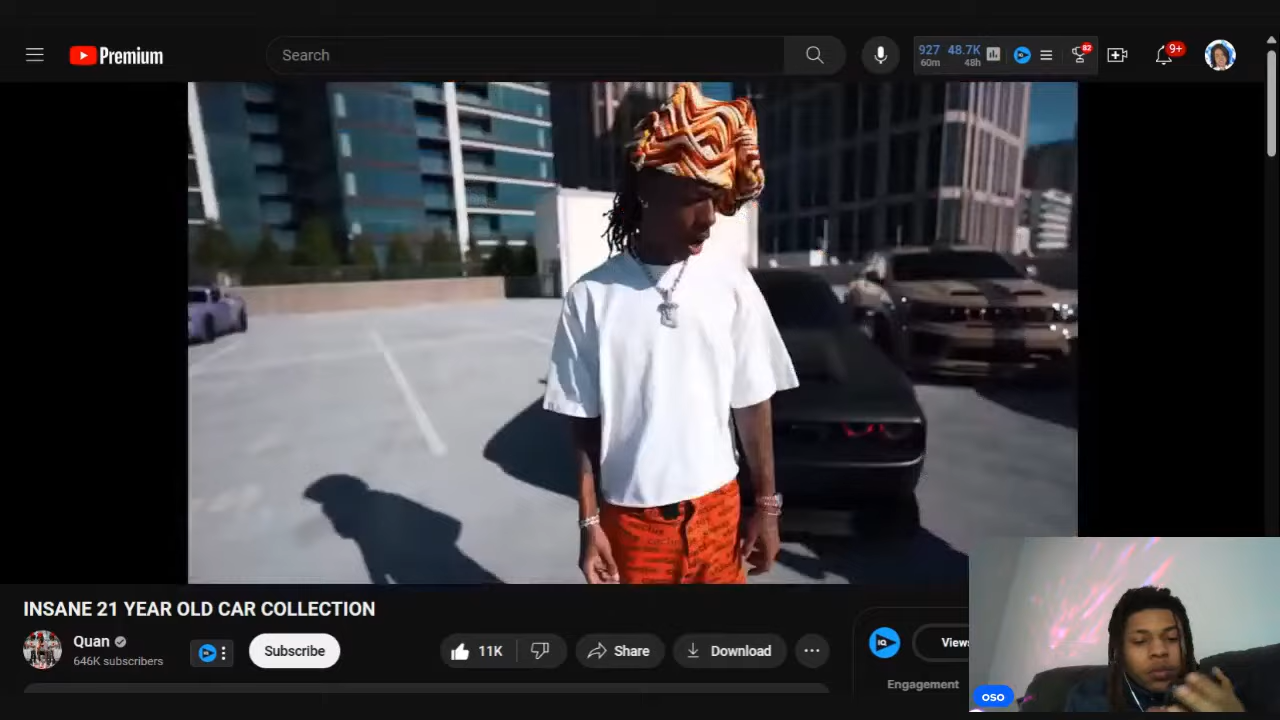 Premium
Search
927 48.7K
60m 48h
82
9+
INSANE 21 YEAR OLD CAR COLLECTION
Quan
646K subscribers
Subscribe
11K
Share
Download
IQ
Views
Engagement
oso